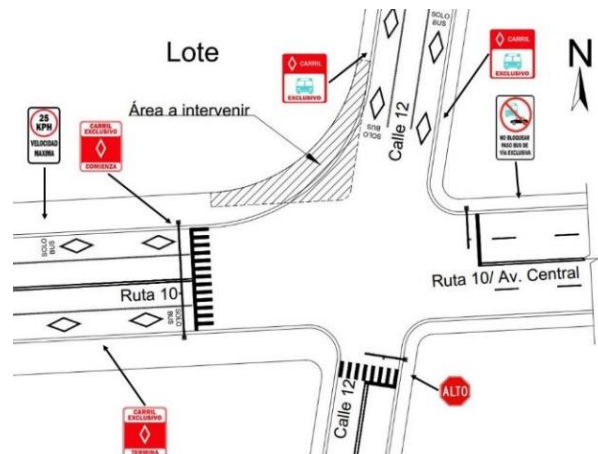 SOLO
BUS
Lote
CARRIL
EXCLUSIVO
CARRIL
EXCLUSIVO
N
Área a intervenir
25
KPH
VELOCIDAD
MAXIMA
CARRIL
EXCLUSIVO
COMIENZA
SOLO
BUS
Calle 12
NO BLOQUEAR
PASO BUS DE
VIA EXCLUSIVA
SOLO
BUS
Ruta 10
Ruta 10/ Av. Central
SOLO
BUS
Calle 12
ALTO
CARRIL
EXCLUSIVO
TERMINA